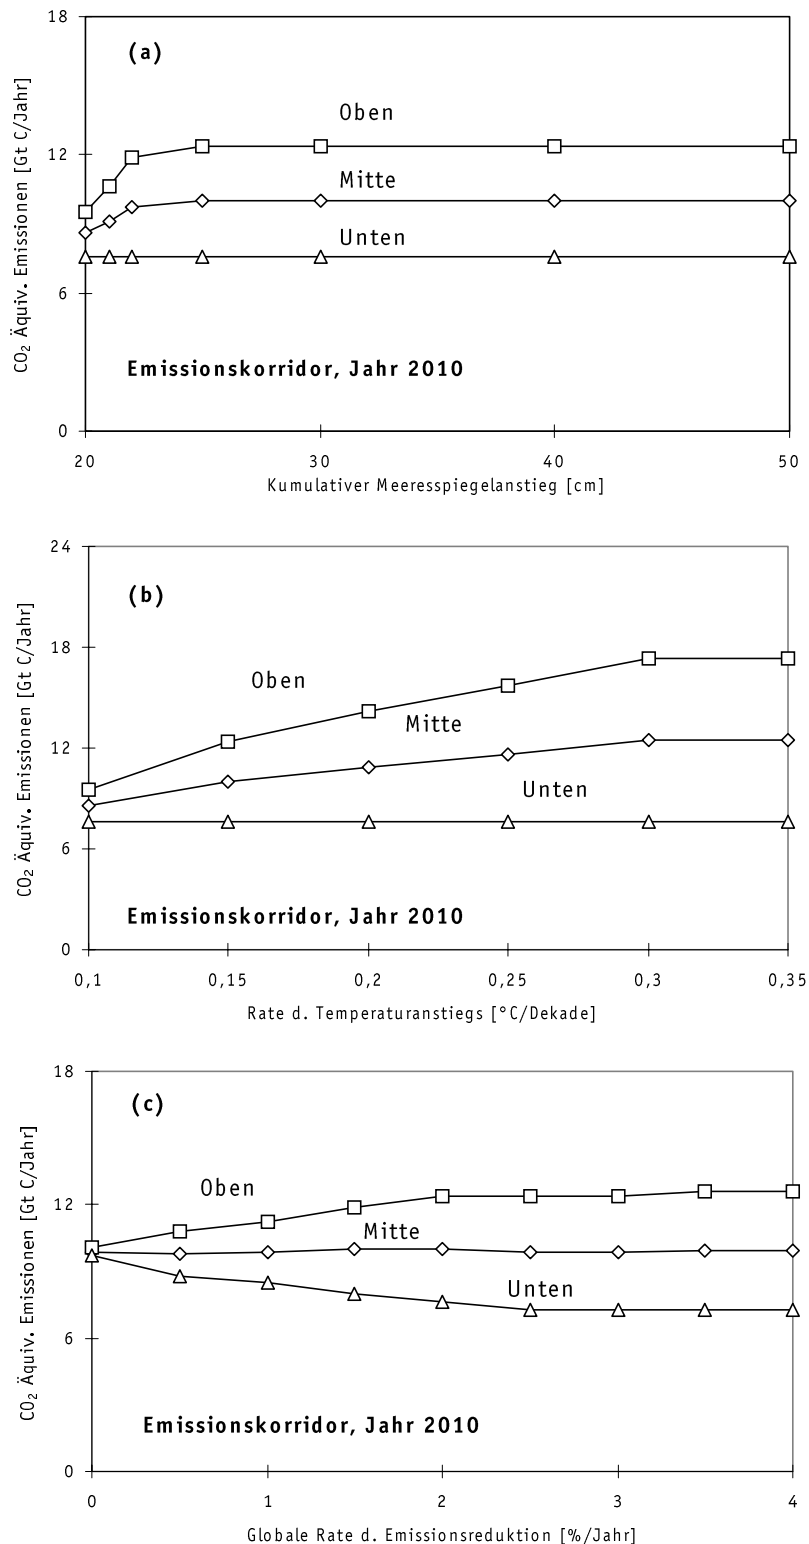 18
(a)
Oben
12
Mitte
Unten
6
Emissionskorridor, Jahr 2010
0
CO₂ Äquiv. Emissionen [Gt C/Jahr]
20 30 40 50
Kumulativer Meeresspiegelanstieg [cm]
24
(b)
18
Oben
Mitte
12
Unten
6
Emissionskorridor, Jahr 2010
0
CO₂ Äquiv. Emissionen [Gt C/Jahr]
0,1 0,15 0,2 0,25 0,3 0,35
Rate d. Temperaturanstiegs [°C/Dekade]
18
(c)
Oben
12
Mitte
Unten
6
Emissionskorridor, Jahr 2010
0
CO₂ Äquiv. Emissionen [Gt C/Jahr]
0 1 2 3 4
Globale Rate d. Emissionsreduktion [%/Jahr]